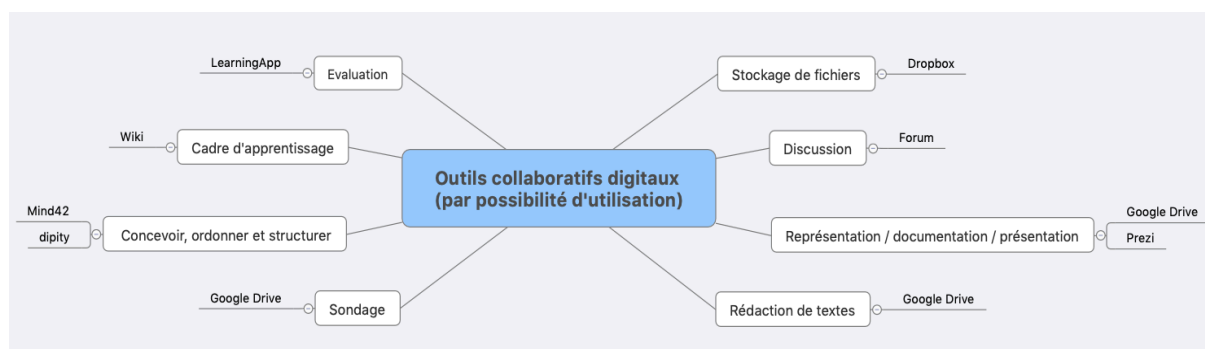 LearningApp
Evaluation
Wiki
Cadre d'apprentissage
Mind42
dipity
Concevoir, ordonner et structurer
Google Drive
Sondage
Outils collaboratifs digitaux
(par possibilité d'utilisation)
Stockage de fichiers
Dropbox
Discussion
Forum
Représentation / documentation / présentation
Google Drive
Prezi
Rédaction de textes
Google Drive